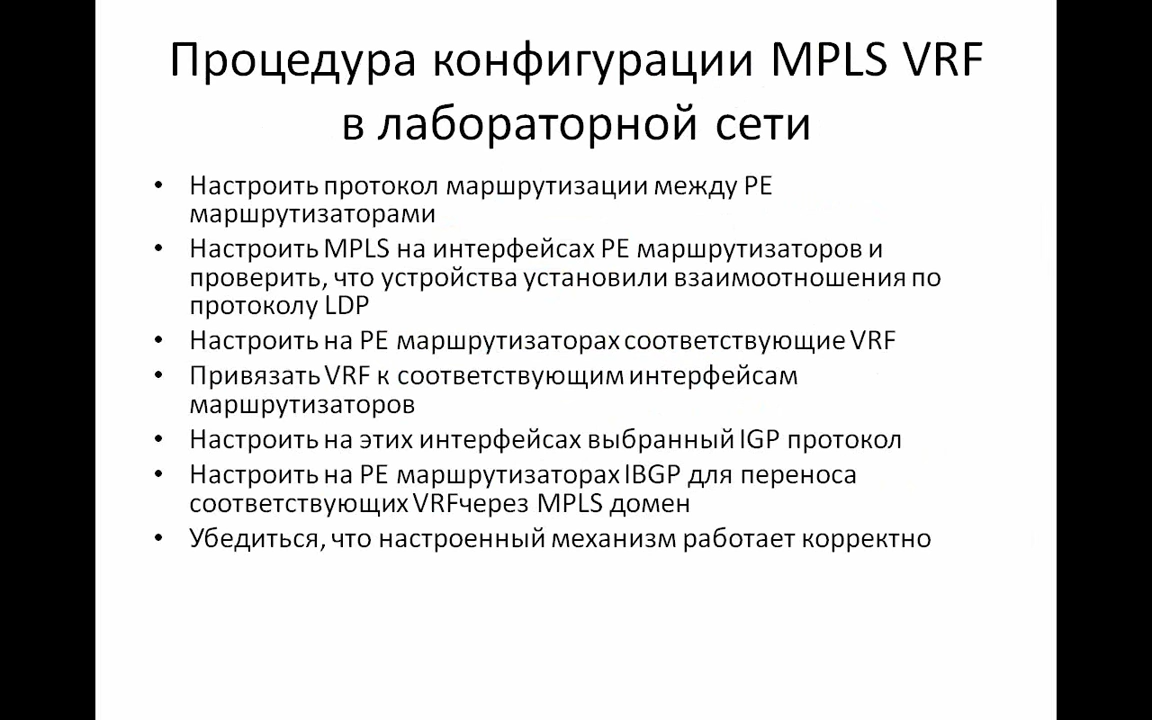 Процедура конфигурации MPLS VRF
в лабораторной сети
• Настроить протокол маршрутизации между PE
маршрутизаторами
• Настроить MPLS на интерфейсах PE маршрутизаторов и
проверить, что устройства установили взаимоотношения по
протоколу LDP
• Настроить на PE маршрутизаторах соответствующие VRF
• Привязать VRF к соответствующим интерфейсам
маршрутизаторов
• Настроить на этих интерфейсах выбранный IGP протокол
• Настроить на PE маршрутизаторах IBGP для переноса
соответствующих VRFчерез MPLS домен
• Убедиться, что настроенный механизм работает корректно